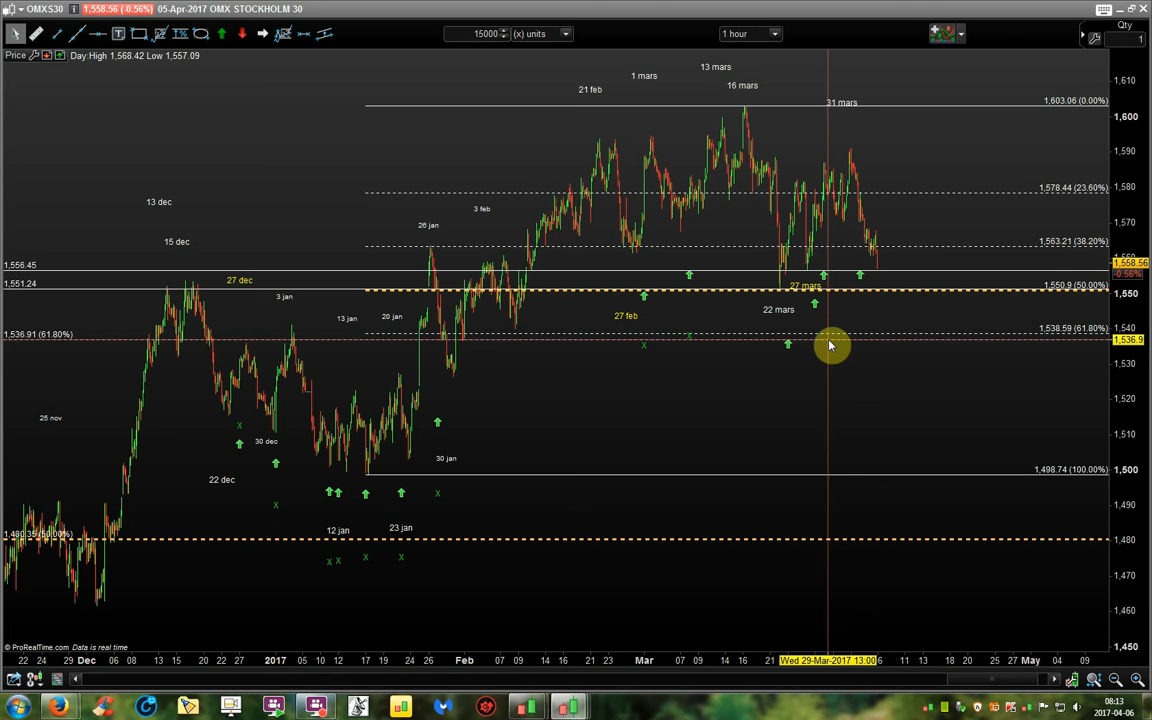 OMXS30 1,558.56 (-0.56%) 05-Apr-2017 OMX STOCKHOLM 30
15000 (x) units
1 hour
Qty
1
Price Day:High 1,568.42 Low 1,557.09
13 mars
1 mars
16 mars
21 feb
31 mars
1,603.06 (0.00%)
13 dec
3 feb
1,578.44 (23.60%)
26 jan
15 dec
1,563.21 (38.20%)
1,556.45
27 dec
1,551.24
27 mars
1,550.9 (50.00%)
3 jan
22 mars
13 jan
20 jan
27 feb
1,538.59 (61.80%)
1,536.91 (61.80%)
X
X
25 nov
X
30 dec
30 jan
1,498.74 (100.00%)
22 dec
X
X
12 jan
23 jan
1,480.35 (50.00%)
X X X X
1,610
1,600
1,590
1,580
1,570
1,558.56
-0.56%
1,550
1,540
1,536.9
1,530
1,520
1,510
1,500
1,490
1,480
1,470
1,460
1,450
© ProRealTime.com Data is real time
22 24 29 Dec 06 08 13 15 20 22 27 2017 05 10 12 17 19 24 26 Feb 07 09 14 16 21 23 Mar 07 09 14 16 21 Wed 29-Mar-2017 13:00 6 11 13 18 20 25 27 May 04 09
08:13
2017-04-06